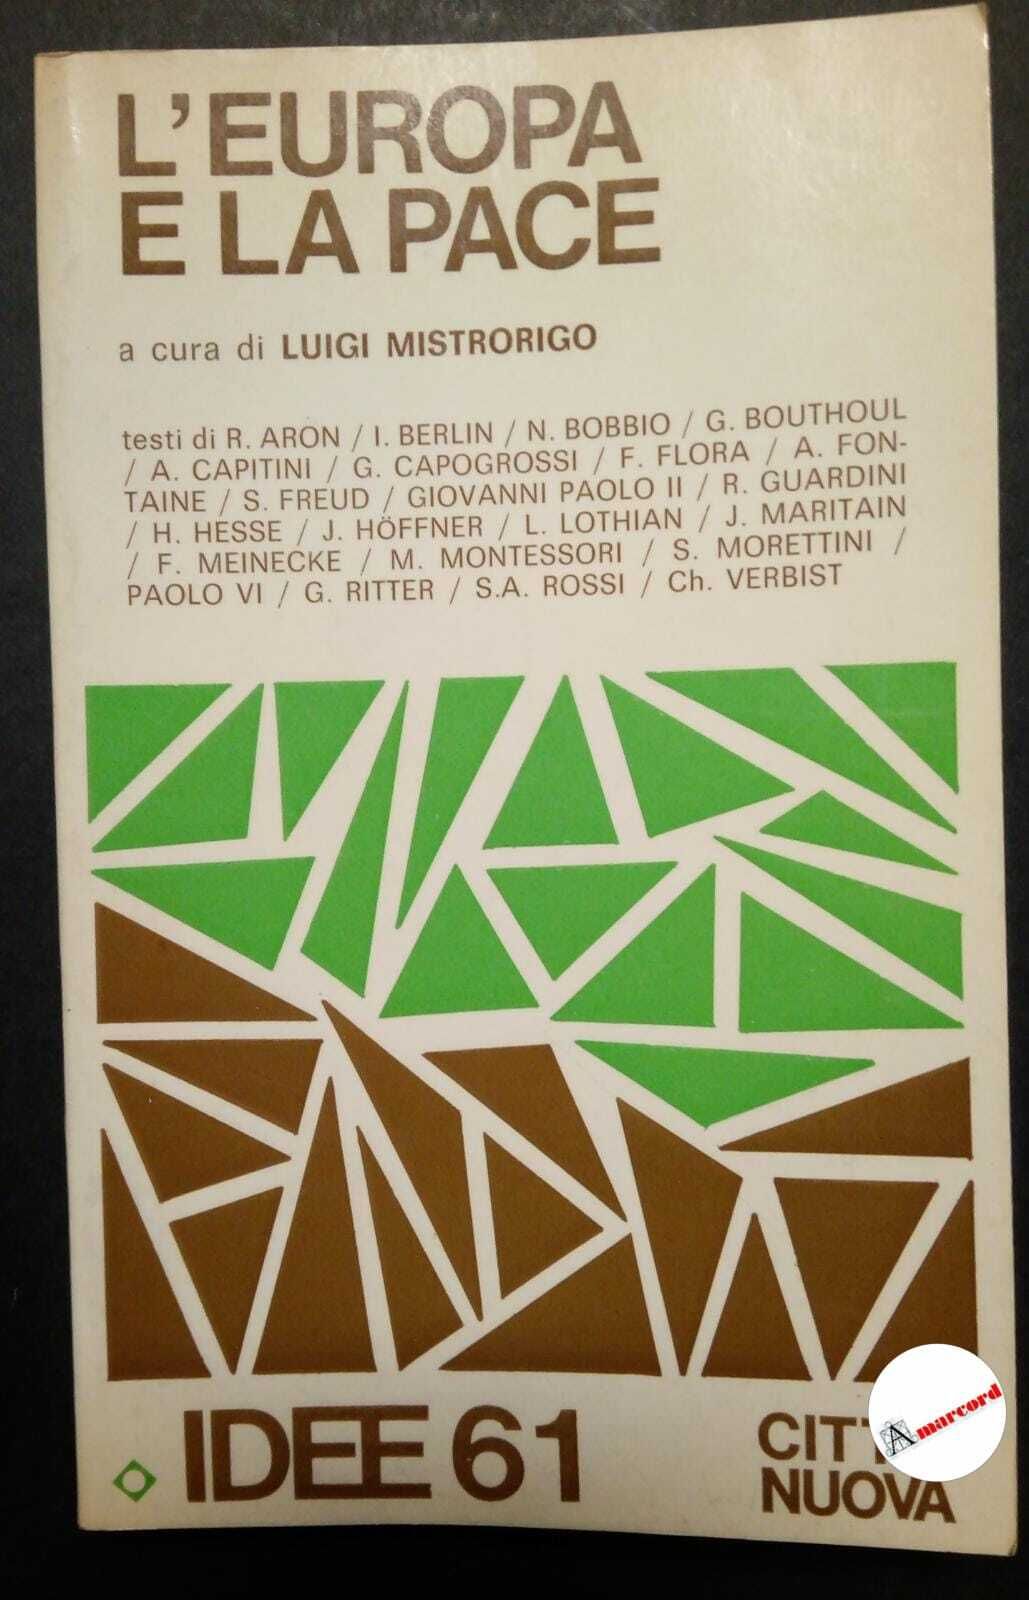 L'EUROPA
E LA PACE
a cura di LUIGI MISTRORIGO
testi di R. ARON / I. BERLIN / N. BOBBIO / G. BOUTHOUL
/ A. CAPITINI / G. CAPOGROSSI / F. FLORA / A. FON-
TAINE / S. FREUD / GIOVANNI PAOLO II / R. GUARDINI
/ H. HESSE / J. HÖFFNER / L. LOTHIAN / J. MARITAIN
/ F. MEINECKE / M. MONTESSORI / S. MORETTINI /
PAOLO VI / G. RITTER / S.A. ROSSI / Ch. VERBIST
IDEE 61
NUOVA
Amarcord